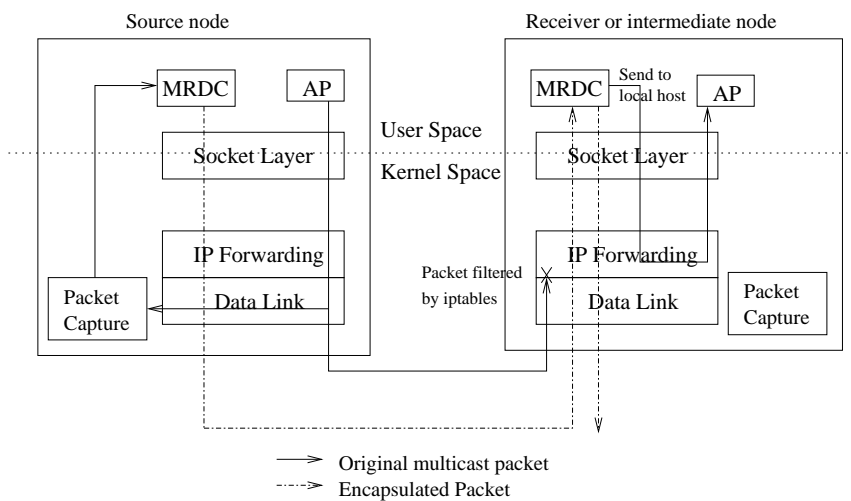 Source node
Receiver or intermediate node
MRDC
AP
MRDC
Send to
local host
AP
User Space
Socket Layer
Socket Layer
Kernel Space
IP Forwarding
IP Forwarding
Packet filtered
by iptables
Packet
Capture
Data Link
Data Link
Packet
Capture
Original multicast packet
Encapsulated Packet